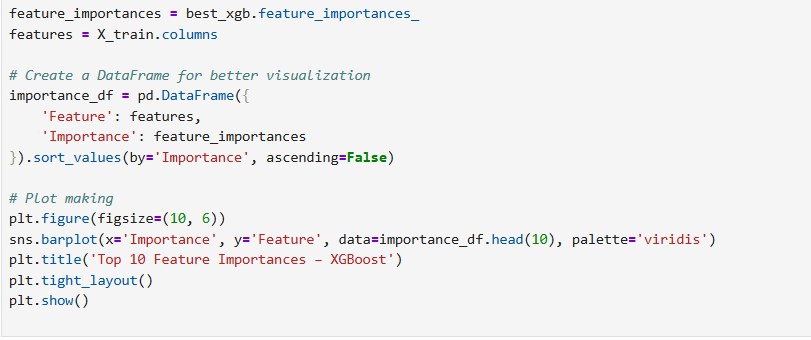 feature_importances = best_xgb.feature_importances_
features = X_train.columns
# Create a DataFrame for better visualization
importance_df = pd.DataFrame({
    'Feature': features,
    'Importance': feature_importances
}).sort_values(by='Importance', ascending=False)
# Plot making
plt.figure(figsize=(10, 6))
sns.barplot(x='Importance', y='Feature', data=importance_df.head(10), palette='viridis')
plt.title('Top 10 Feature Importances – XGBoost')
plt.tight_layout()
plt.show()